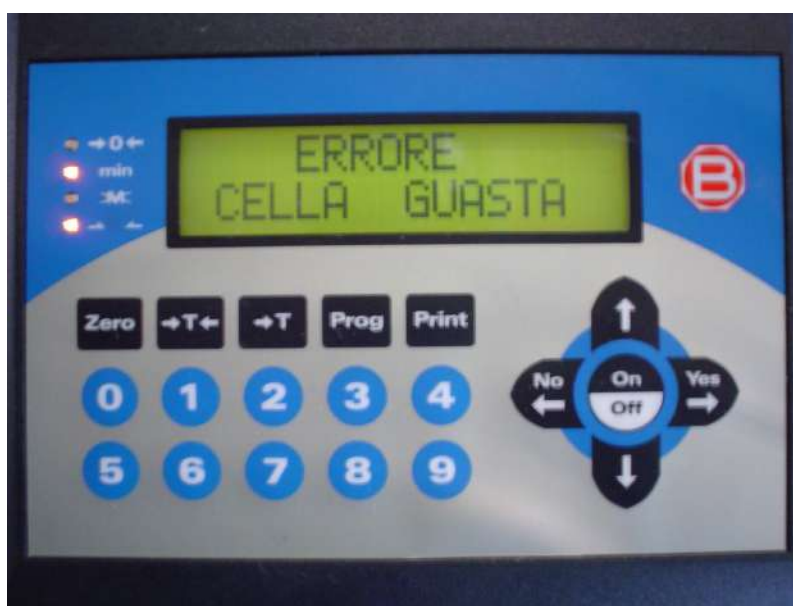 →0←
min
ERRORE
CELLA GUASTA
B
Zero →T← →T Prog Print
↑
No ← On Off Yes →
↓
0 1 2 3 4
5 6 7 8 9